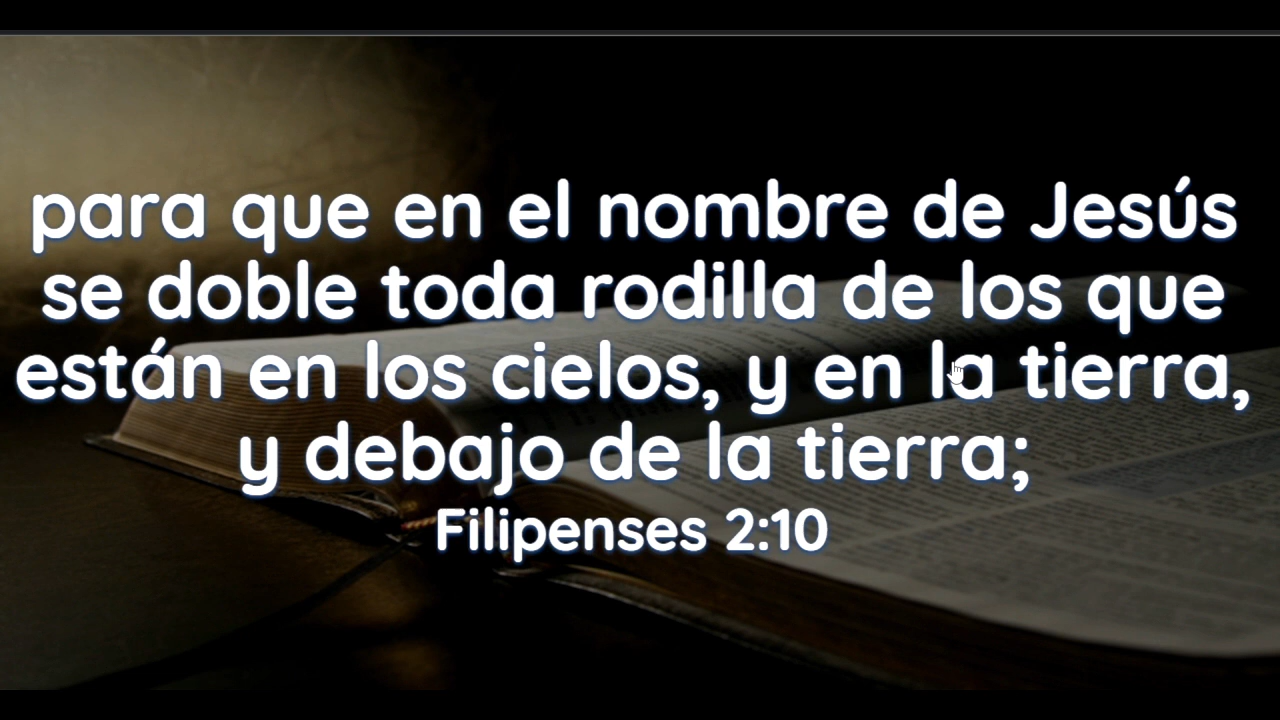 para que en el nombre de Jesús
se doble toda rodilla de los que
están en los cielos, y en la tierra,
y debajo de la tierra;
Filipenses 2:10